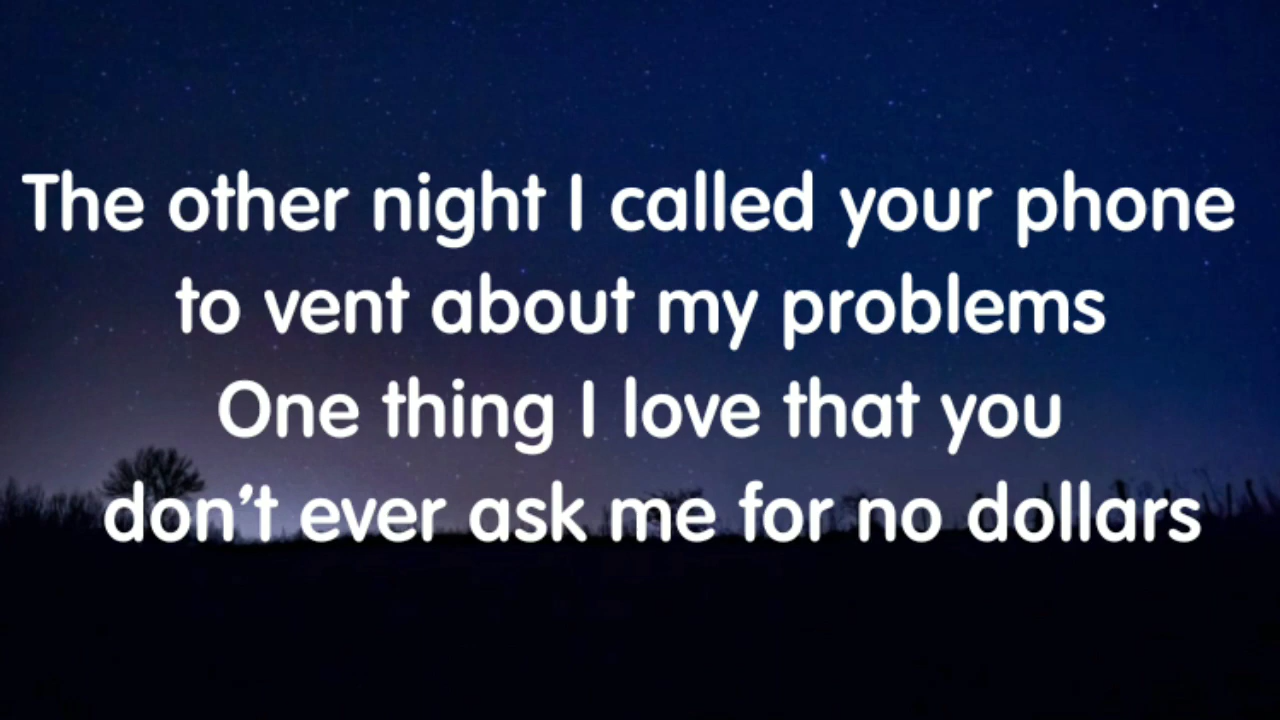 The other night I called your phone
to vent about my problems
One thing I love that you
don't ever ask me for no dollars